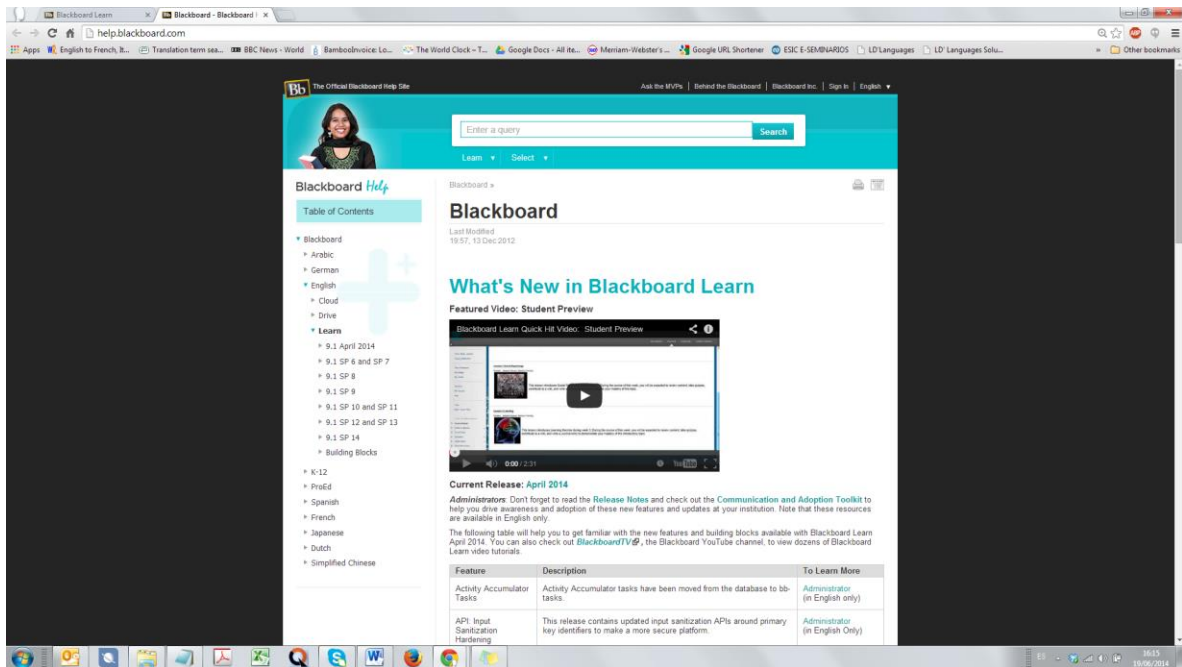 Blackboard Learn
Blackboard - Blackboard
help.blackboard.com
Apps English to French, It... Translation term sea... BBC News - World BambooInvoice: Lo... The World Clock – T... Google Docs - All ite... Merriam-Webster's ... Google URL Shortener ESIC E-SEMINARIOS LD'Languages LD' Languages Solu... » Other bookmarks
Bb The Official Blackboard Help Site Ask the MVPs | Behind the Blackboard | Blackboard Inc. | Sign In | English
Enter a query Search
Learn Select
Blackboard Help
Table of Contents
Blackboard
Arabic
German
English
Cloud
Drive
Learn
9.1 April 2014
9.1 SP 6 and SP 7
9.1 SP 8
9.1 SP 9
9.1 SP 10 and SP 11
9.1 SP 12 and SP 13
9.1 SP 14
Building Blocks
K-12
ProEd
Spanish
French
Japanese
Dutch
Simplified Chinese
Blackboard »
Blackboard
Last Modified
19:57, 13 Dec 2012
What's New in Blackboard Learn
Featured Video: Student Preview
Blackboard Learn Quick Hit Video: Student Preview
0:00 / 2:31
Current Release: April 2014
Administrators: Don't forget to read the Release Notes and check out the Communication and Adoption Toolkit to
help you drive awareness and adoption of these new features and updates at your institution. Note that these resources
are available in English only.
The following table will help you to get familiar with the new features and building blocks available with Blackboard Learn
April 2014. You can also check out BlackboardTV, the Blackboard YouTube channel, to view dozens of Blackboard
Learn video tutorials.
Feature Description To Learn More
Activity Accumulator Activity Accumulator tasks have been moved from the database to bb- Administrator
Tasks tasks. (in English only)
API: Input This release contains updated input sanitization APIs around primary Administrator
Sanitization key identifiers to make a more secure platform. (in English Only)
Hardening
16:15
19/06/2014